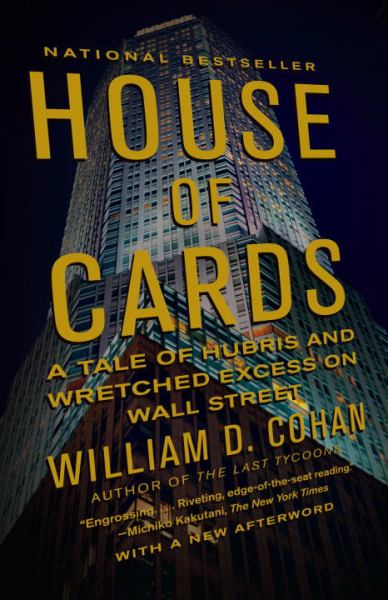 NATIONAL BESTSELLER
HOUSE
OF
CARDS
A TALE OF HUBRIS AND
WRETCHED EXCESS ON
WALL STREET
WILLIAM D. COHAN
AUTHOR OF THE LAST TYCOONS
"Engrossing. . . . Riveting, edge-of-the-seat reading."
—Michiko Kakutani, The New York Times
WITH A NEW AFTERWORD